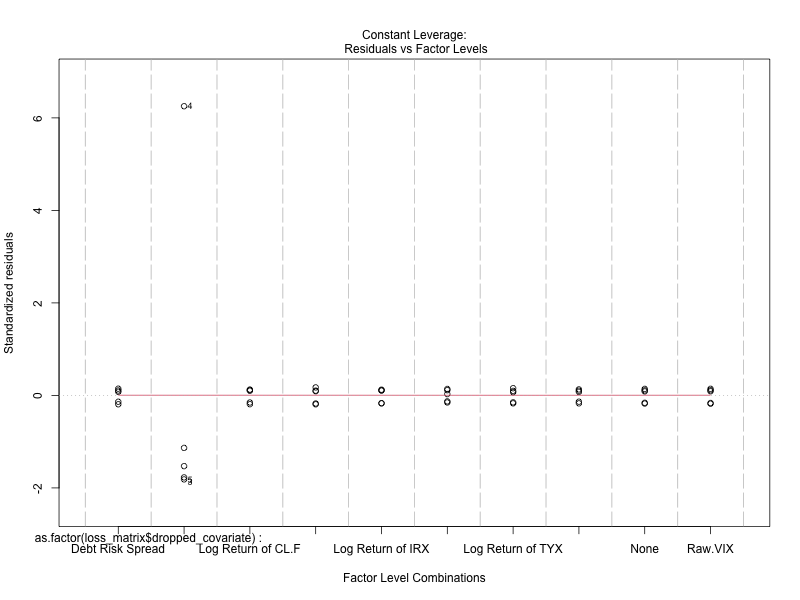 Constant Leverage:
Residuals vs Factor Levels
Standardized residuals
6
4
2
0
-2
4
as.factor(loss_matrix$dropped_covariate) :
Debt Risk Spread
Log Return of CL.F
Log Return of IRX
Log Return of TYX
None
Raw.VIX
Factor Level Combinations